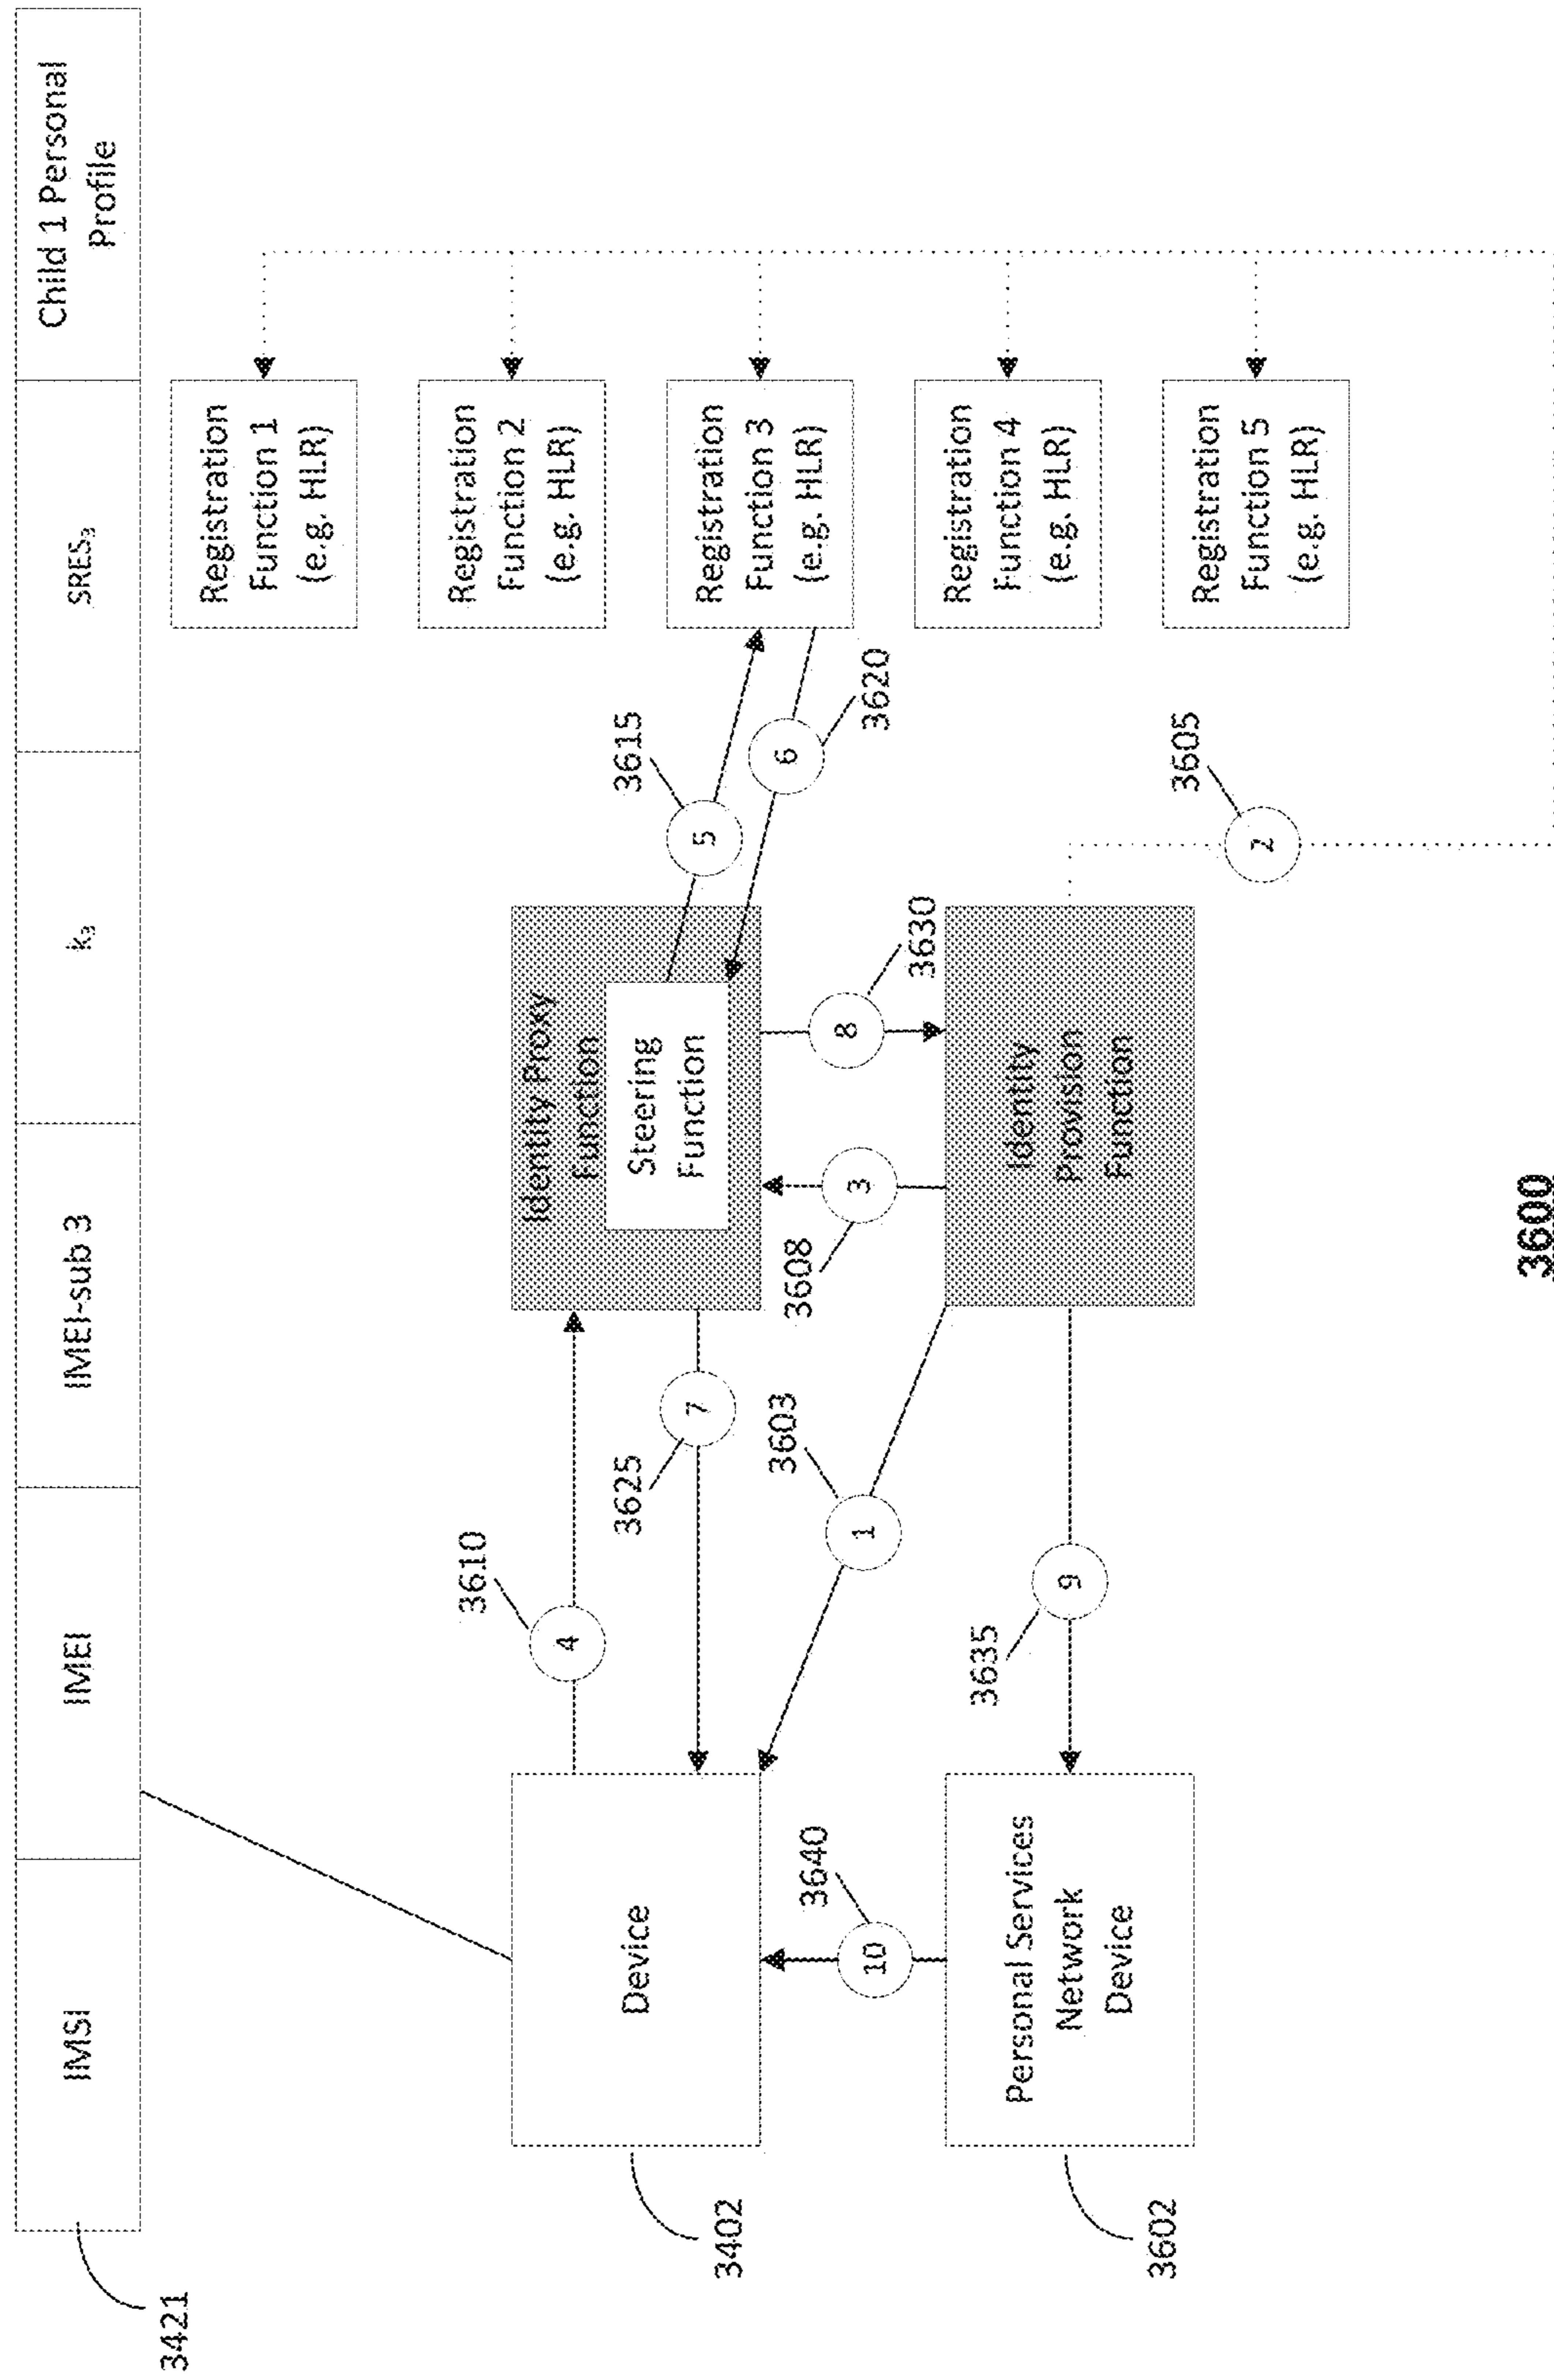 3421
IMSI
IMEI
IMEI-sub 3
k₃
SRES₃
Child 1 Personal
Profile
3402
Device
4
3610
7
3625
Identity Proxy
Function
Steering
Function
5
3615
6
3620
Registration
Function 1
(e.g. HLR)
Registration
Function 2
(e.g. HLR)
Registration
Function 3
(e.g. HLR)
Registration
Function 4
(e.g. HLR)
Registration
Function 5
(e.g. HLR)
10
3640
1
3603
3
3608
8
3630
3602
Personal Services
Network
Device
9
3635
Identity
Provision
Function
2
3605
3600